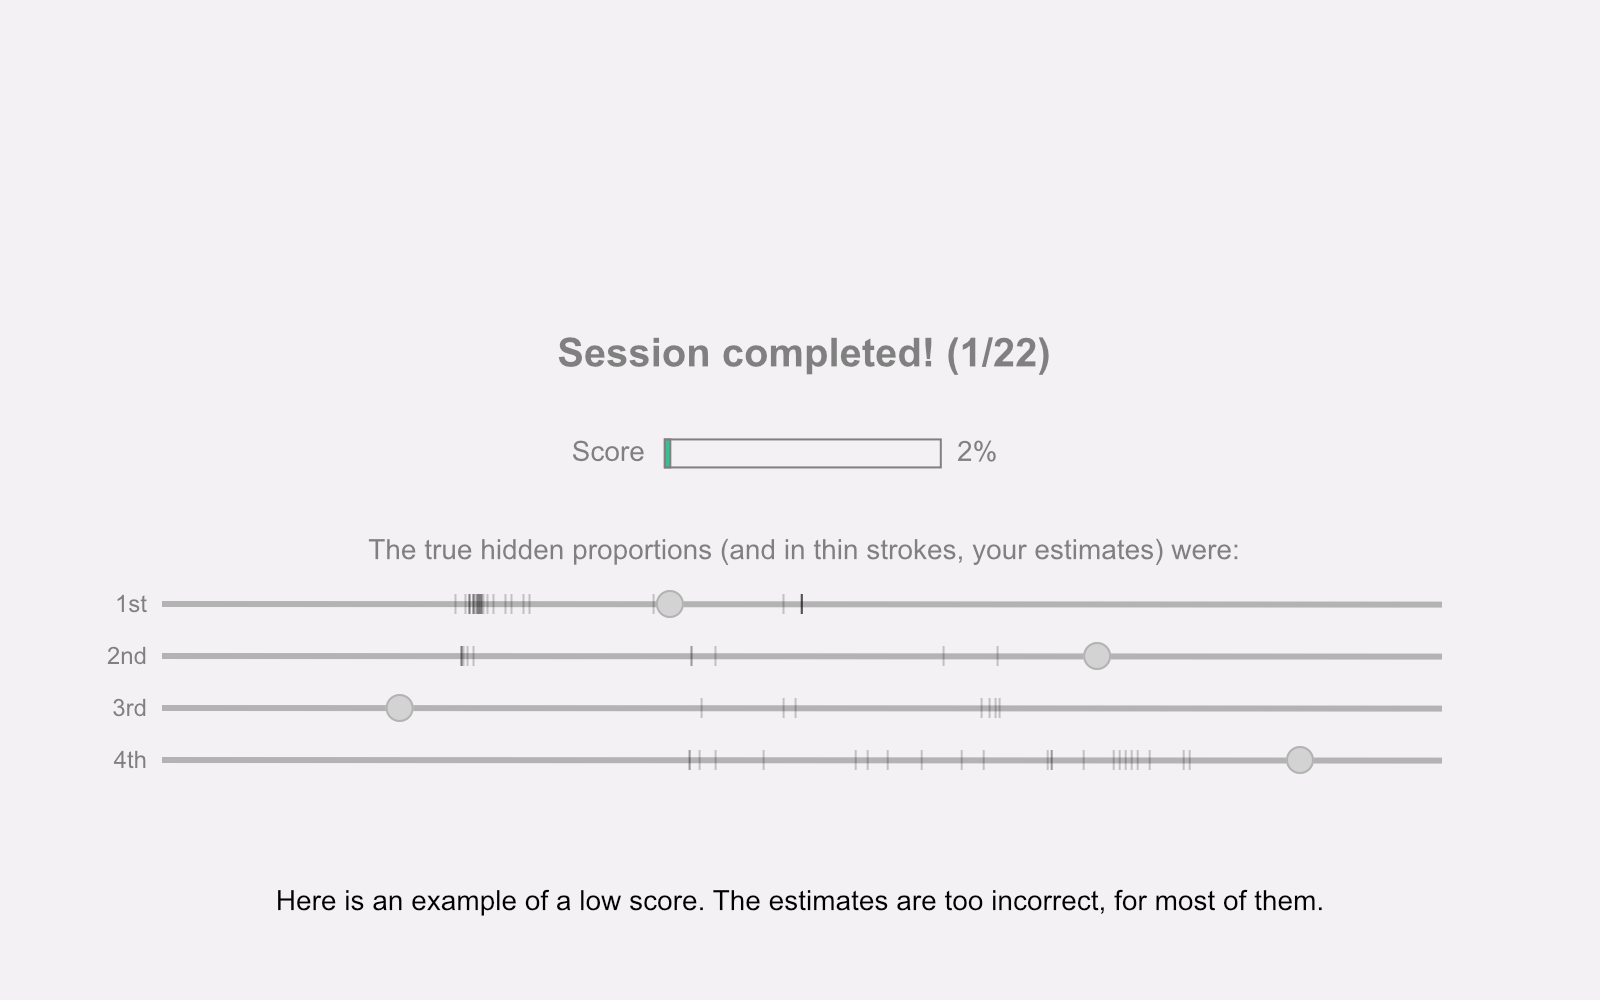 Session completed! (1/22)
Score 2%
The true hidden proportions (and in thin strokes, your estimates) were:
1st
2nd
3rd
4th
Here is an example of a low score. The estimates are too incorrect, for most of them.